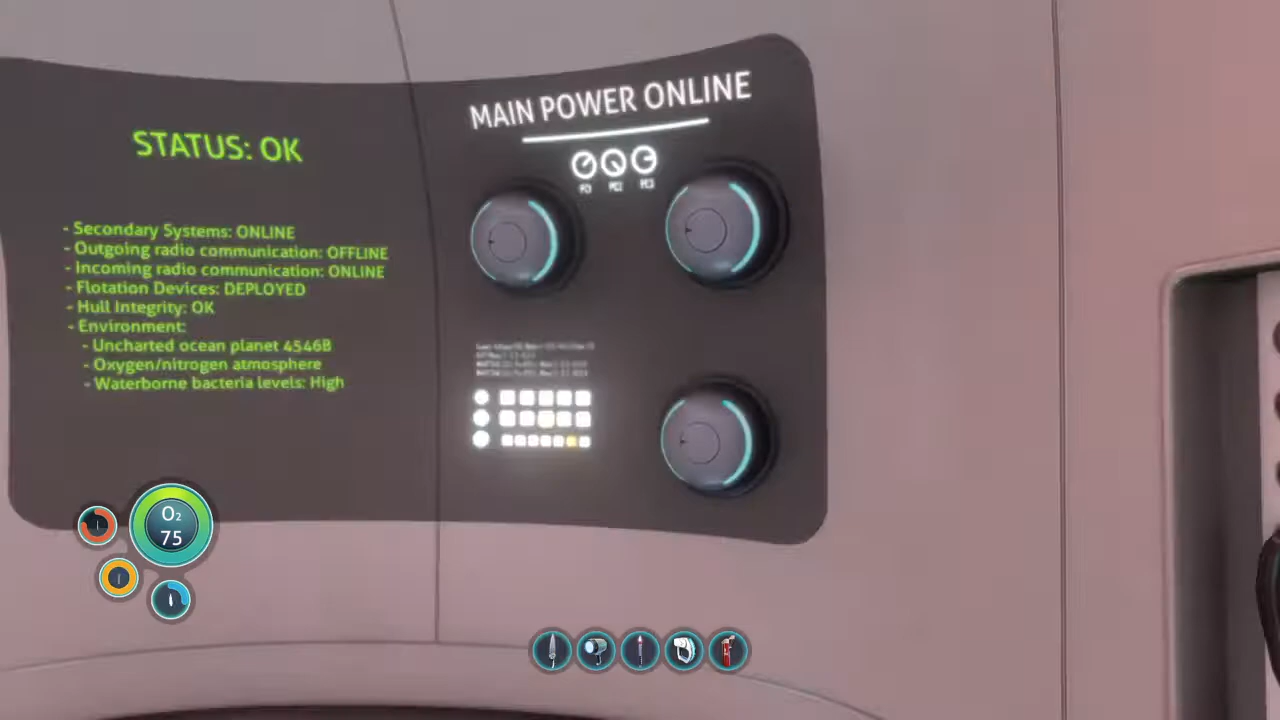 STATUS: OK
- Secondary Systems: ONLINE
- Outgoing radio communication: OFFLINE
- Incoming radio communication: ONLINE
- Flotation Devices: DEPLOYED
- Hull Integrity: OK
- Environment:
- Uncharted ocean planet 4546B
- Oxygen/nitrogen atmosphere
- Waterborne bacteria levels: High
MAIN POWER ONLINE
O₂
75